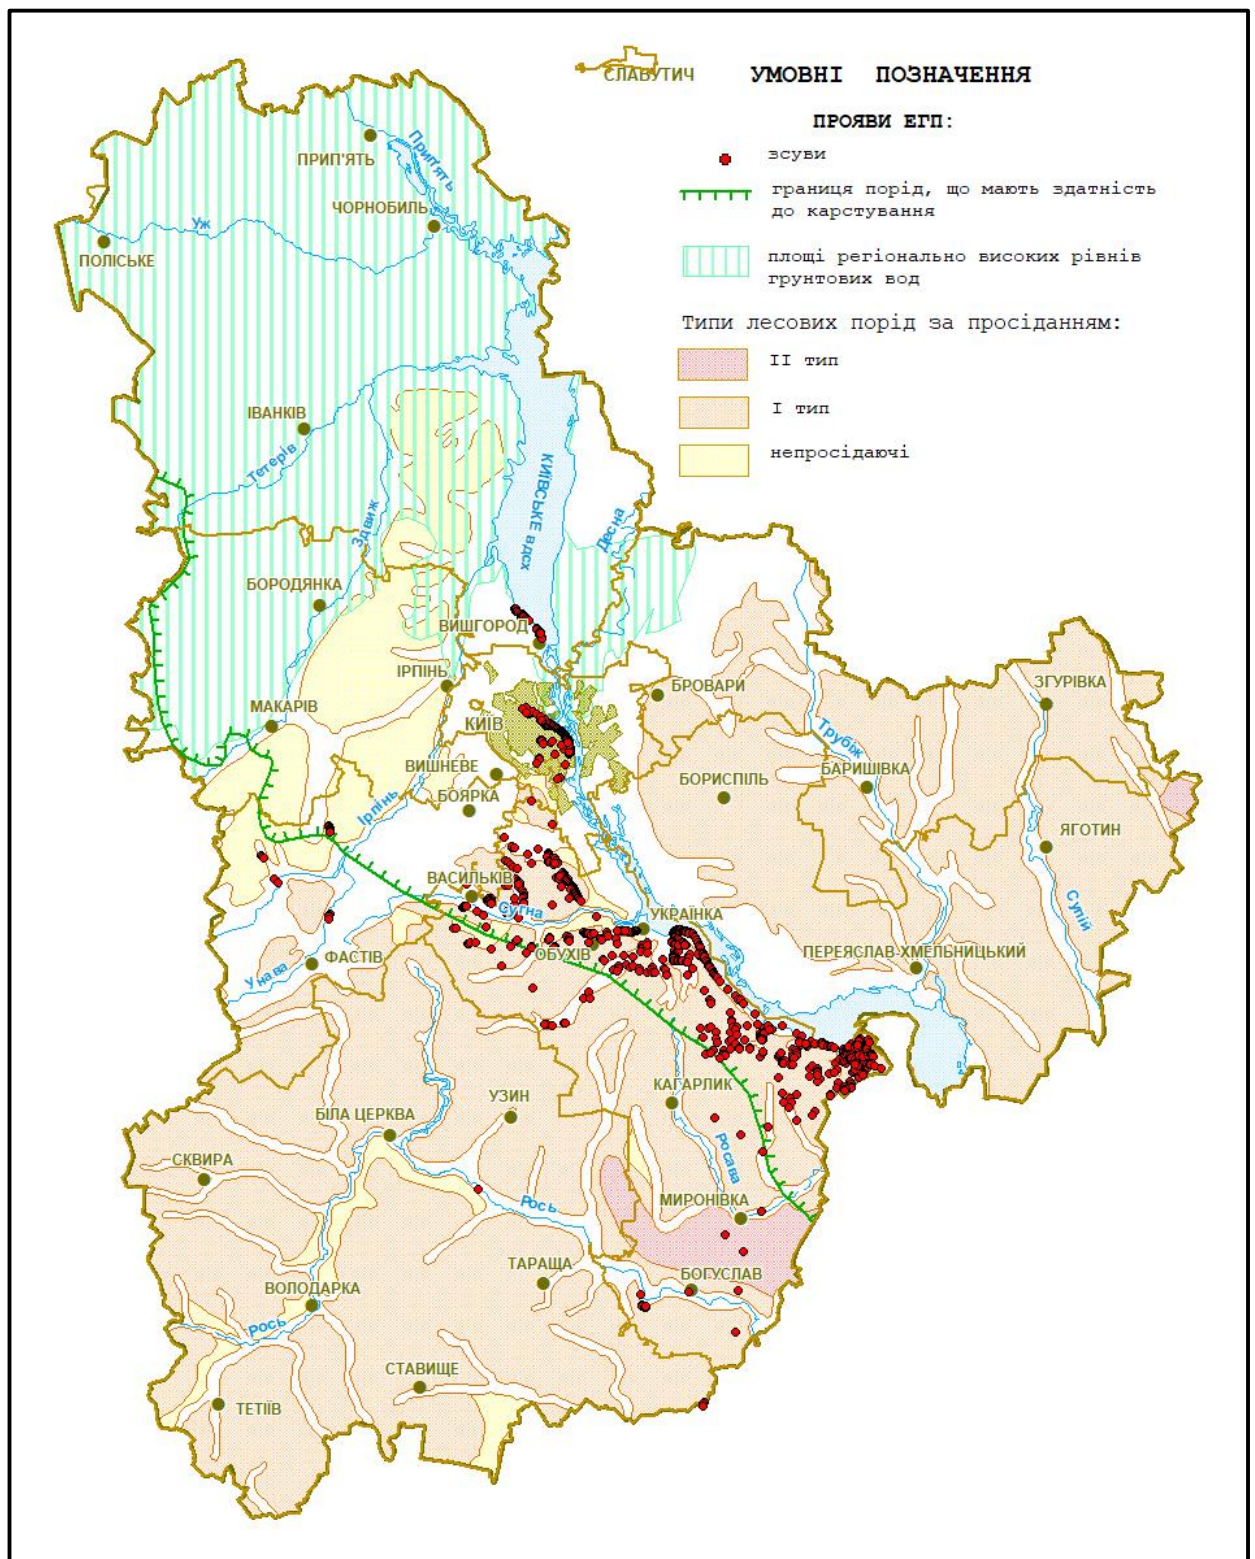 СЛАВУТИЧ
УМОВНІ ПОЗНАЧЕННЯ
ПРОЯВИ ЕГП:
зсуви
границя порід, що мають здатність
до карстування
площі регіонально високих рівнів
грунтових вод
Типи лесових порід за просіданням:
ІІ тип
І тип
непросідаючі
ПРИП'ЯТЬ
Прип'ять
ЧОРНОБИЛЬ
Уж
ПОЛІСЬКЕ
ІВАНКІВ
Тетерів
Здвиж
КИЇВСЬКЕ вдсх
Десна
БОРОДЯНКА
ВИШГОРОД
ІРПІНЬ
БРОВАРИ
ЗГУРІВКА
МАКАРІВ
КИЇВ
Трубіж
ВИШНЕВЕ
БОРИСПІЛЬ
БАРИШІВКА
БОЯРКА
Ірпінь
ЯГОТИН
ВАСИЛЬКІВ
Супій
Сугна
УКРАЇНКА
ОБУХІВ
ПЕРЕЯСЛАВ-ХМЕЛЬНИЦЬКИЙ
ФАСТІВ
Унава
КАГАРЛИК
УЗИН
БІЛА ЦЕРКВА
СКВИРА
Росава
МИРОНІВКА
Рось
ТАРАЩА
БОГУСЛАВ
ВОЛОДАРКА
Рось
СТАВИЩЕ
ТЕТІЇВ